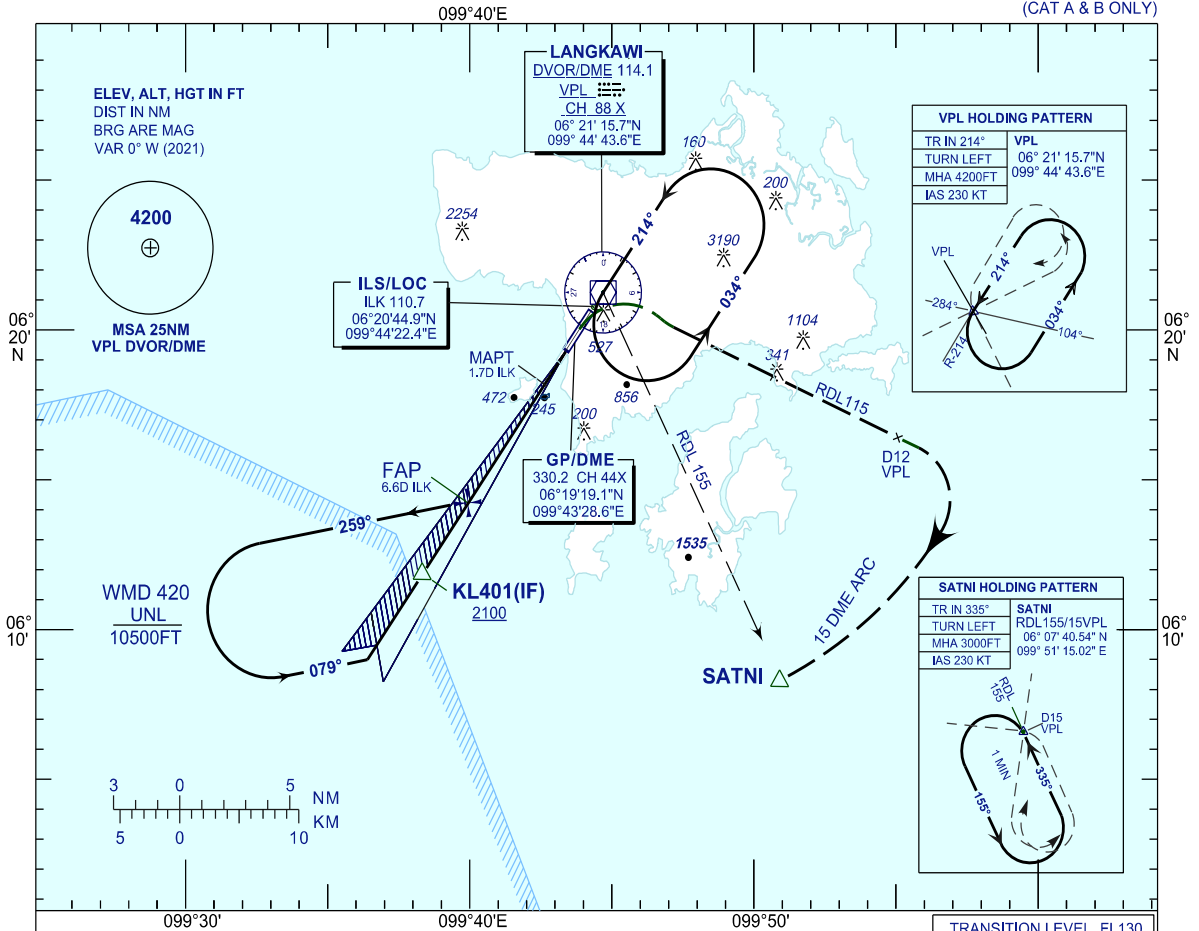 (CAT A & B ONLY)
099°40'E
LANGKAWI
DVOR/DME 114.1
VPL
CH 88 X
06° 21' 15.7"N
099° 44' 43.6"E
ELEV, ALT, HGT IN FT
DIST IN NM
BRG ARE MAG
VAR 0° W (2021)
4200
MSA 25NM
VPL DVOR/DME
VPL HOLDING PATTERN
TR IN 214°
TURN LEFT
MHA 4200FT
IAS 230 KT
VPL
06° 21' 15.7"N
099° 44' 43.6"E
VPL
214°
034°
284°
104°
R-214
160
200
2254
3190
214°
034°
ILS/LOC
ILK 110.7
06°20'44.9"N
099°44'22.4"E
27
9
06°
20'
N
06°
20'
N
527
1104
341
MAPT
1.7D ILK
472
245
856
200
RDL115
D12
VPL
RDL 155
FAP
6.6D ILK
GP/DME
330.2 CH 44X
06°19'19.1"N
099°43'28.6"E
259°
1535
WMD 420
UNL
10500FT
KL401(IF)
2100
079°
15 DME ARC
SATNI
06°
10'
06°
10'
SATNI HOLDING PATTERN
TR IN 335°
TURN LEFT
MHA 3000FT
IAS 230 KT
SATNI
RDL155/15VPL
06° 07' 40.54" N
099° 51' 15.02" E
RDL
155
D15
VPL
1 MIN
335°
155°
3 0 5 NM
5 0 10 KM
099°30'
099°40'E
099°50'
TRANSITION LEVEL FL130